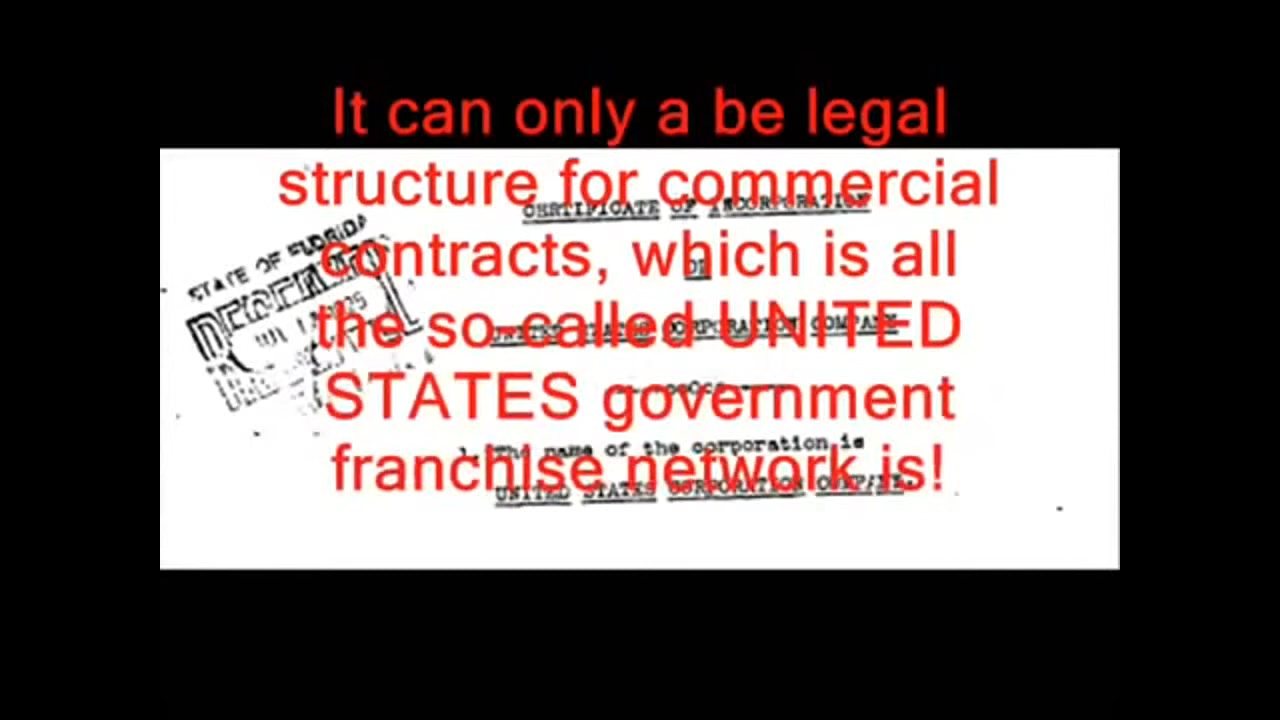 It can only a be legal
structure for commercial
CERTIFICATE OF INCORPORATION
STATE OF FLORIDA
contracts, which is all
OF
the so-called UNITED
UNITED STATES CORPORATION COMPANY
STATES government
1. The name of the corporation is
franchise network is!
UNITED STATES CORPORATION COMPANY.